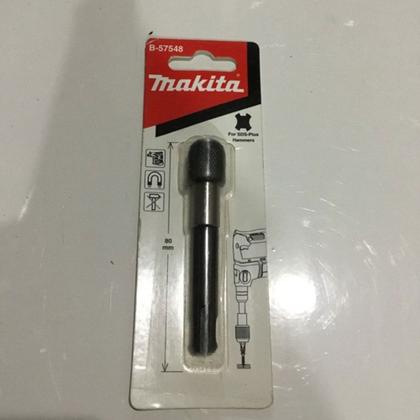 B-57548
makita
For SDS-Plus
Hammers
80
mm